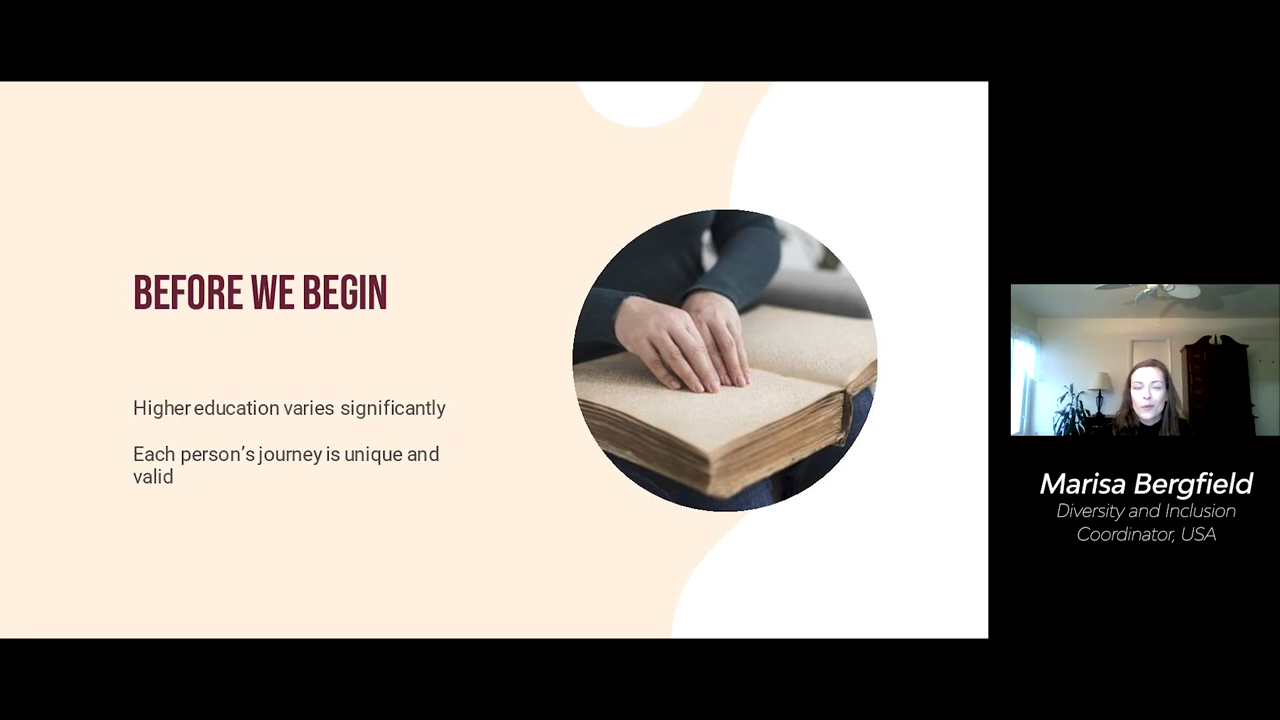 BEFORE WE BEGIN
Higher education varies significantly
Each person’s journey is unique and
valid
Marisa Bergfield
Diversity and Inclusion
Coordinator, USA